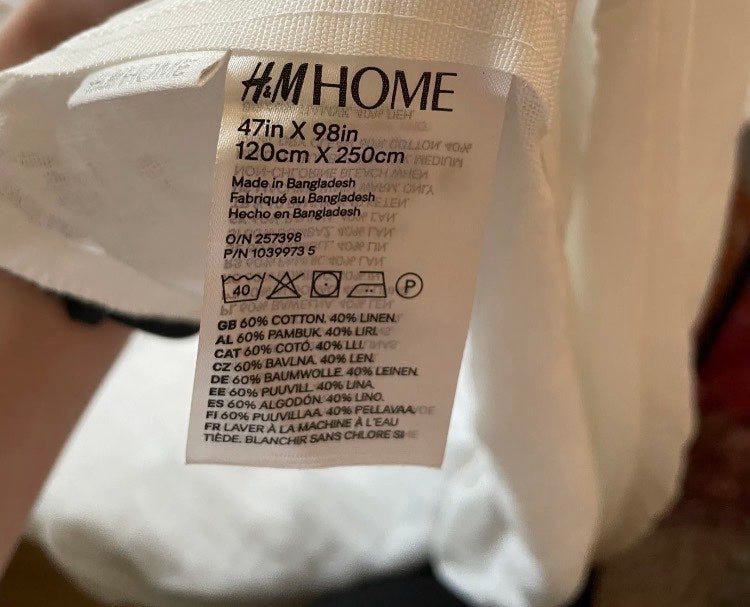 H&M HOME
H&M HOME
47in X 98in
120cm X 250cm
Made in Bangladesh
Fabriqué au Bangladesh
Hecho en Bangladesh
O/N 257398
P/N 1039973 5
40 P
GB 60% COTTON. 40% LINEN.
AL 60% PAMBUK. 40% LIRI.
CAT 60% COTÓ. 40% LLI.
CZ 60% BAVLNA. 40% LEN.
DE 60% BAUMWOLLE. 40% LEINEN.
EE 60% PUUVILL. 40% LINA.
ES 60% ALGODÓN. 40% LINO.
FI 60% PUUVILLAA. 40% PELLAVAA.
FR LAVER À LA MACHINE À L'EAU
TIÈDE. BLANCHIR SANS CHLORE SI